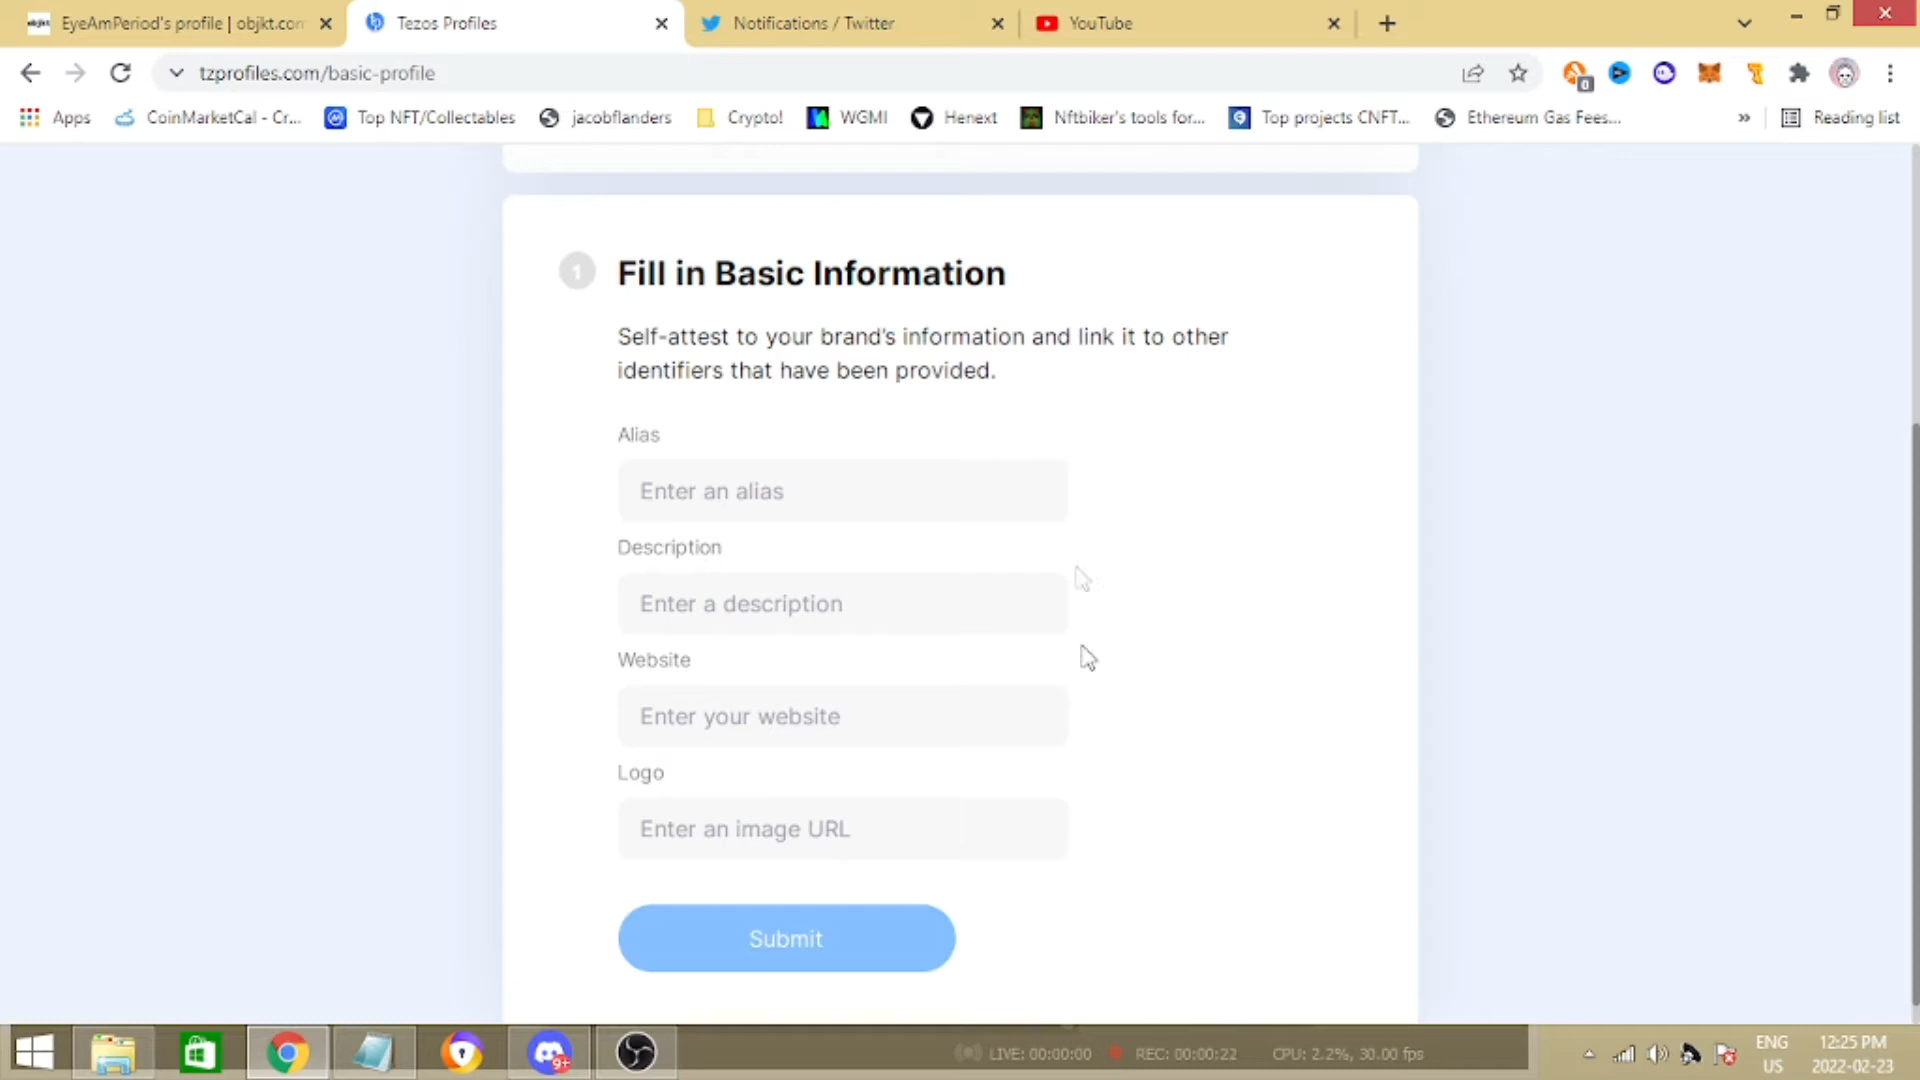 EyeAmPeriod's profile | objkt.con
Tezos Profiles
Notifications / Twitter
YouTube
tzprofiles.com/basic-profile
0
Apps
CoinMarketCal - Cr...
Top NFT/Collectables
jacobflanders
Crypto!
WGMI
Henext
Nftbiker's tools for...
Top projects CNFT...
Ethereum Gas Fees...
»
Reading list
1
Fill in Basic Information
Self-attest to your brand's information and link it to other
identifiers that have been provided.
Alias
Enter an alias
Description
Enter a description
Website
Enter your website
Logo
Enter an image URL
Submit
9+
LIVE: 00:00:00
REC: 00:00:22
CPU: 2.2%, 30.00 fps
ENG
US
12:25 PM
2022-02-23